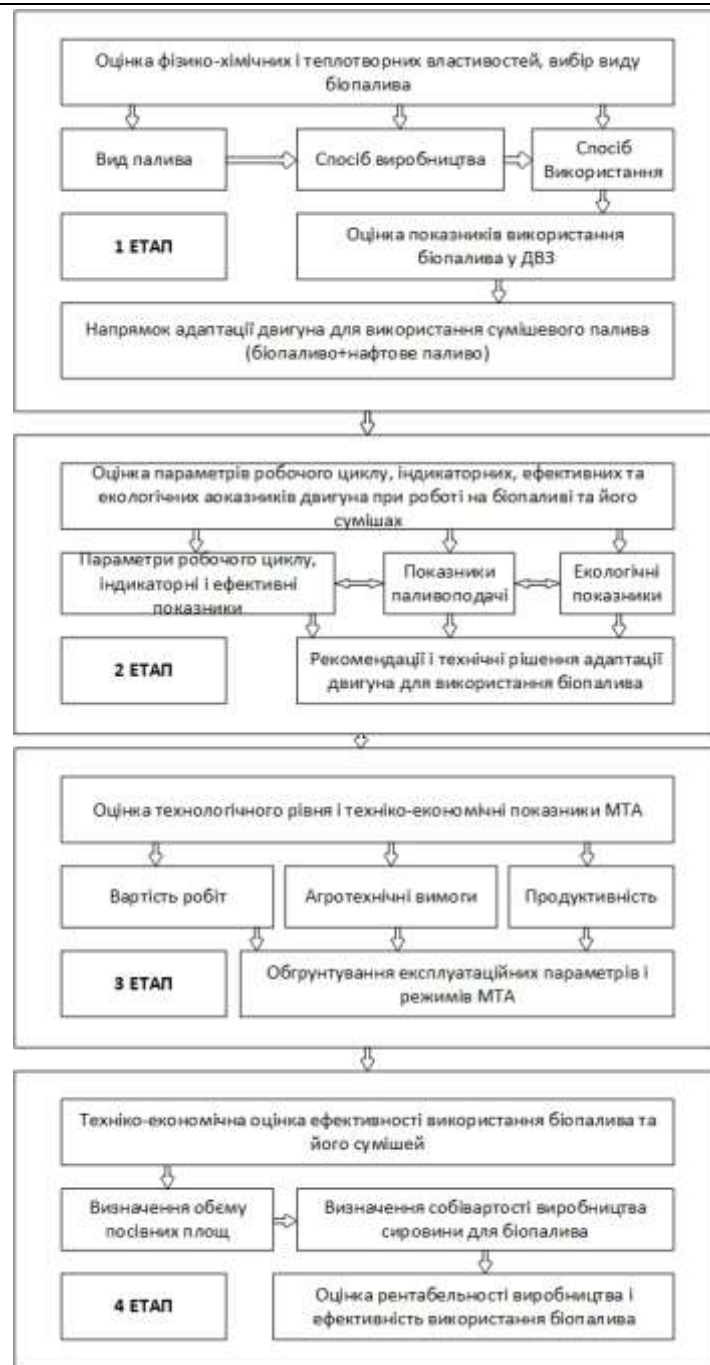 Оцінка фізико-хімічних і теплотворних властивостей, вибір виду
біопалива
Вид палива
Спосіб виробництва
Спосіб
Використання
1 ЕТАП
Оцінка показників використання
біопалива у ДВЗ
Напрямок адаптації двигуна для використання сумішевого палива
(біопаливо+нафтове паливо)
Оцінка параметрів робочого циклу, індикаторних, ефективних та
екологічних аоказників двигуна при роботі на біопаливі та його
сумішах
Параметри робочого циклу,
індикаторні і ефективні
показники
Показники
паливоподачі
Екологічні
показники
2 ЕТАП
Рекомендації і технічні рішення адаптації
двигуна для використання біопалива
Оцінка технологічного рівня і техніко-економічні показники МТА
Вартість робіт
Агротехнічні вимоги
Продуктивність
3 ЕТАП
Обгрунтування експлуатаційних параметрів і
режимів МТА
Техніко-економічна оцінка ефективності використання біопалива та
його сумішей
Визначення обєму
посівних площ
Визначення собівартості виробництва
сировини для біопалива
4 ЕТАП
Оцінка рентабельності виробництва і
ефективність використання біопалива